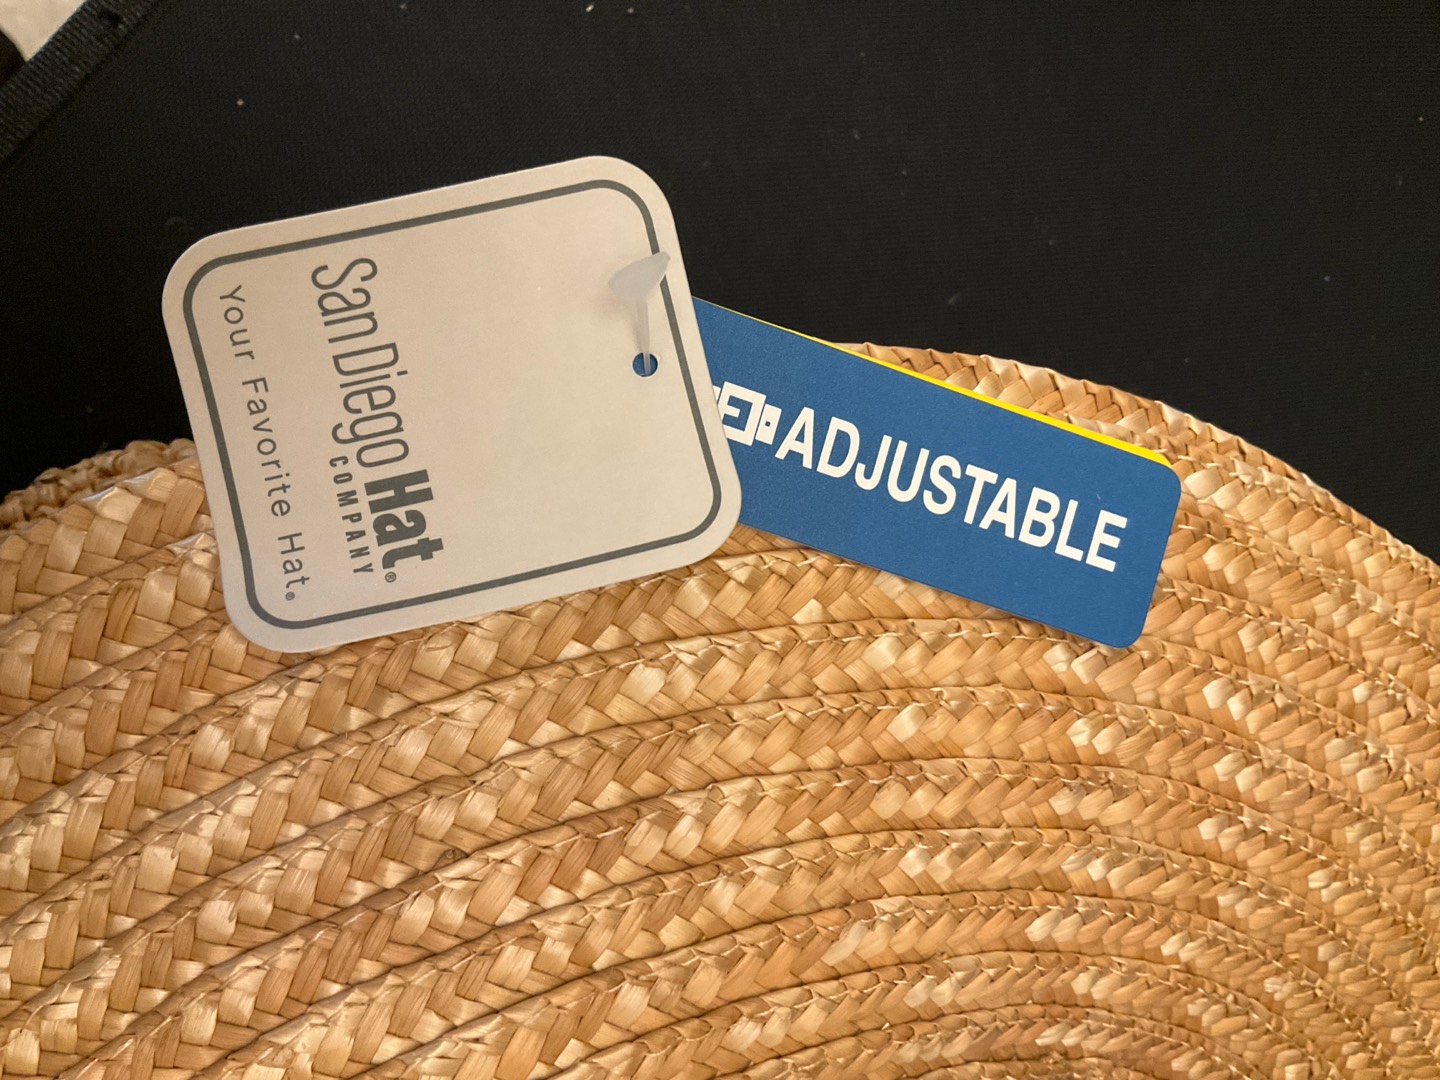 San Diego Hat®
COMPANY
Your Favorite Hat®
ADJUSTABLE